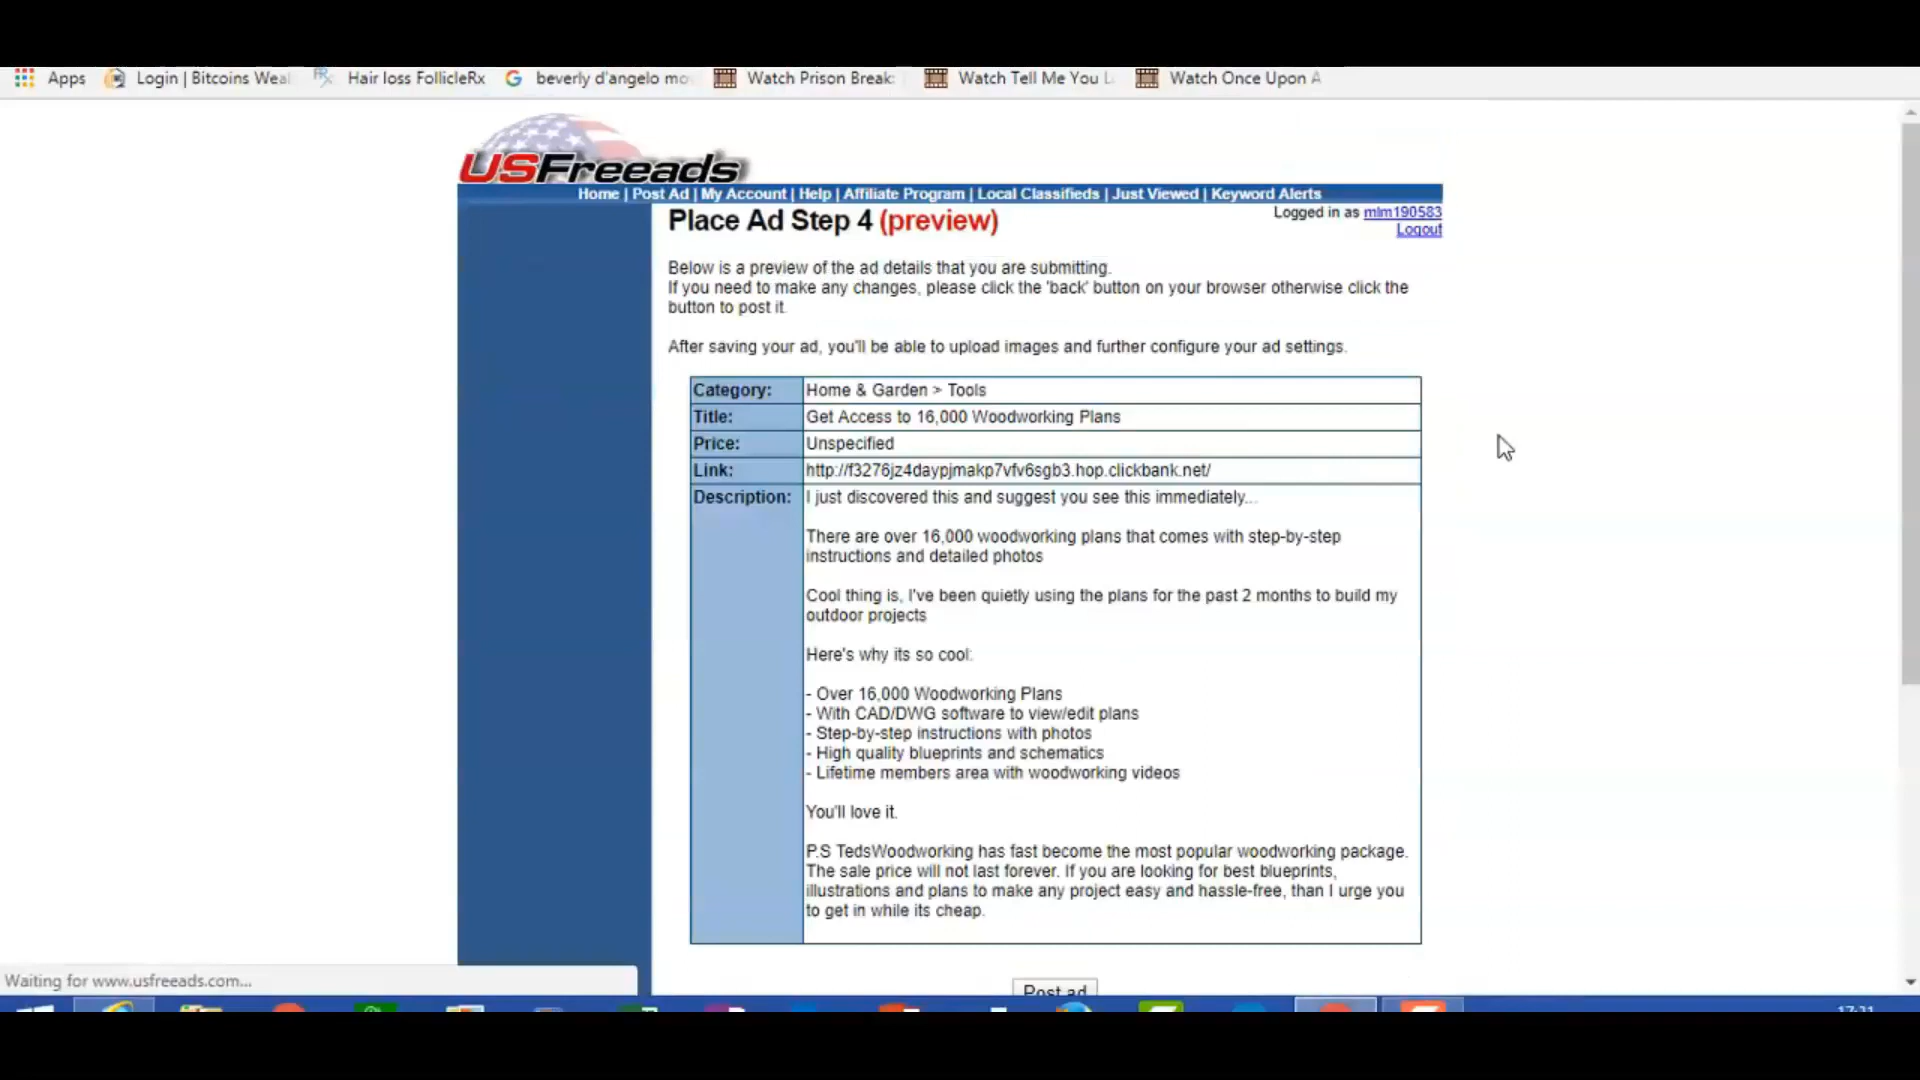 Apps Login | Bitcoins Weal Hair loss FollicleRx beverly d'angelo mo Watch Prison Break: Watch Tell Me You L Watch Once Upon A
USFreeads
Home | Post Ad | My Account | Help | Affiliate Program | Local Classifieds | Just Viewed | Keyword Alerts
Place Ad Step 4 (preview)
Logged in as mlm190583
Logout
Below is a preview of the ad details that you are submitting.
If you need to make any changes, please click the 'back' button on your browser otherwise click the
button to post it.
After saving your ad, you'll be able to upload images and further configure your ad settings.
Category: Home & Garden > Tools
Title: Get Access to 16,000 Woodworking Plans
Price: Unspecified
Link: http://f3276jz4daypjmakp7vfv6sgb3.hop.clickbank.net/
Description: I just discovered this and suggest you see this immediately...
There are over 16,000 woodworking plans that comes with step-by-step
instructions and detailed photos
Cool thing is, I've been quietly using the plans for the past 2 months to build my
outdoor projects
Here's why its so cool:
- Over 16,000 Woodworking Plans
- With CAD/DWG software to view/edit plans
- Step-by-step instructions with photos
- High quality blueprints and schematics
- Lifetime members area with woodworking videos
You'll love it.
P.S TedsWoodworking has fast become the most popular woodworking package.
The sale price will not last forever. If you are looking for best blueprints,
illustrations and plans to make any project easy and hassle-free, than I urge you
to get in while its cheap.
Waiting for www.usfreeads.com...
Post ad